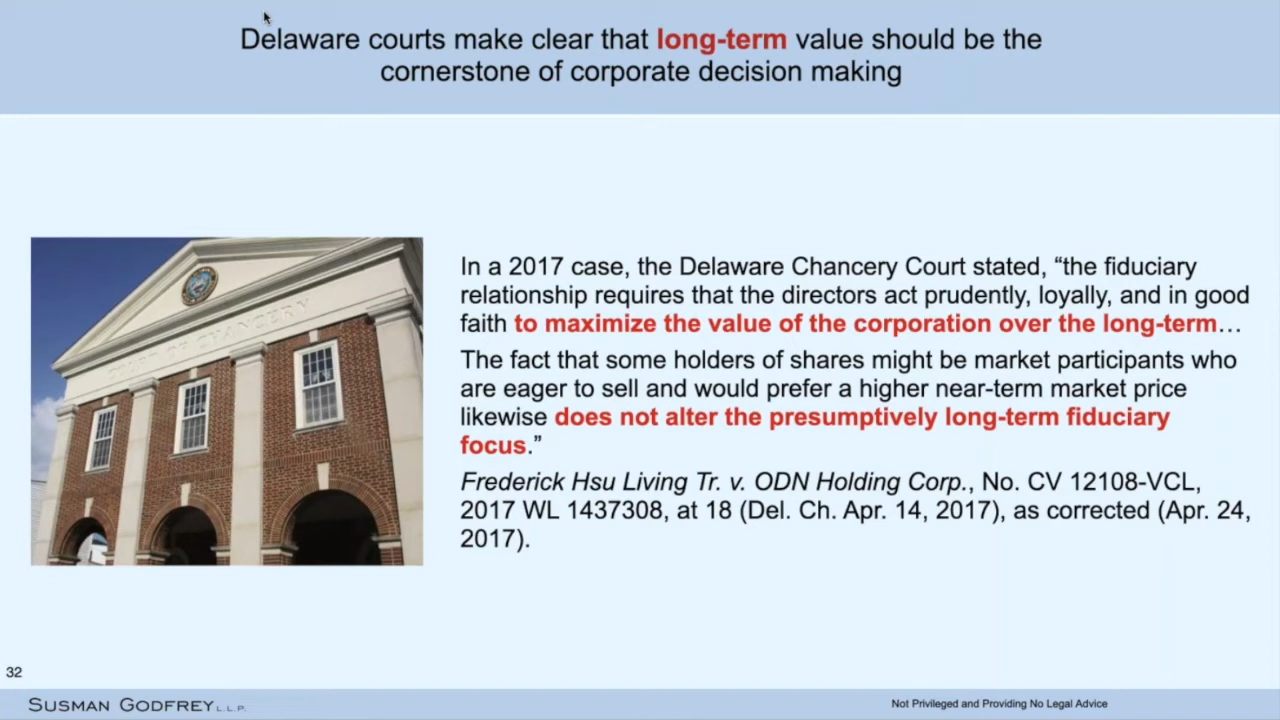 Delaware courts make clear that long-term value should be the
cornerstone of corporate decision making
COURT OF CHANCERY
In a 2017 case, the Delaware Chancery Court stated, “the fiduciary
relationship requires that the directors act prudently, loyally, and in good
faith to maximize the value of the corporation over the long-term…
The fact that some holders of shares might be market participants who
are eager to sell and would prefer a higher near-term market price
likewise does not alter the presumptively long-term fiduciary
focus.”
Frederick Hsu Living Tr. v. ODN Holding Corp., No. CV 12108-VCL,
2017 WL 1437308, at 18 (Del. Ch. Apr. 14, 2017), as corrected (Apr. 24,
2017).
32
SUSMAN GODFREY L.L.P.
Not Privileged and Providing No Legal Advice